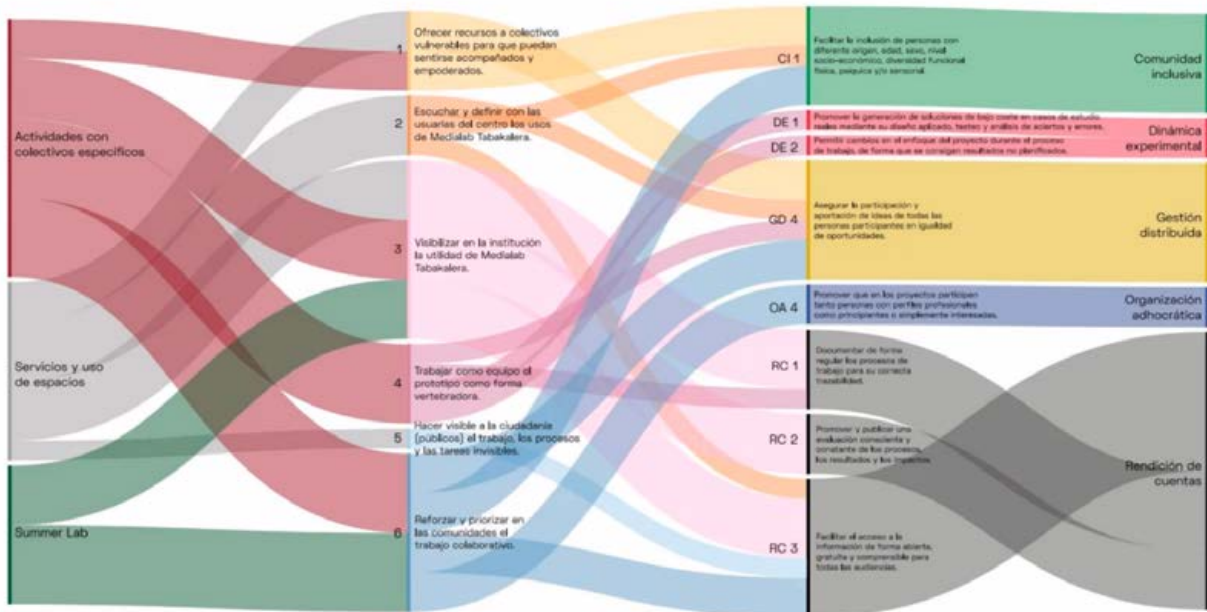 Actividades con
colectivos específicos
Servicios y uso
de espacios
Summer Lab
1
Ofrecer recursos a colectivos
vulnerables para que puedan
sentirse acompañados y
empoderados.
2
Escuchar y definir con las
usuarias del centro los usos
de Medialab Tabakalera.
3
Visibilizar en la institución
la utilidad de Medialab
Tabakalera.
4
Trabajar como equipo el
prototipo como forma
vertebradora.
5
Hacer visible a la ciudadanía
(públicos) el trabajo, los procesos
y las tareas invisibles.
6
Reforzar y priorizar en
las comunidades el
trabajo colaborativo.
CI 1
Facilitar la inclusión de personas con
diferente origen, edad, sexo, nivel
socio-económico, diversidad funcional
física, psíquica y/o sensorial.
DE 1
Promover la generación de soluciones de bajo coste en casos de estudio
reales mediante su diseño aplicado, testeo y análisis de aciertos y errores.
DE 2
Permitir cambios en el enfoque del proyecto durante el proceso
de trabajo, de forma que se consigan resultados no planificados.
GD 4
Asegurar la participación y
aportación de ideas de todas las
personas participantes en igualdad
de oportunidades.
OA 4
Promover que en los proyectos participen
tanto personas con perfiles profesionales
como principiantes o simplemente interesadas.
RC 1
Documentar de forma
regular los procesos de
trabajo para su correcta
trazabilidad.
RC 2
Promover y publicar una
evaluación consciente y
constante de los procesos,
los resultados y los impactos.
RC 3
Facilitar el acceso a la
información de forma abierta,
gratuita y comprensible para
todas las audiencias.
Comunidad
inclusiva
Dinámica
experimental
Gestión
distribuida
Organización
adhocrática
Rendición de
cuentas